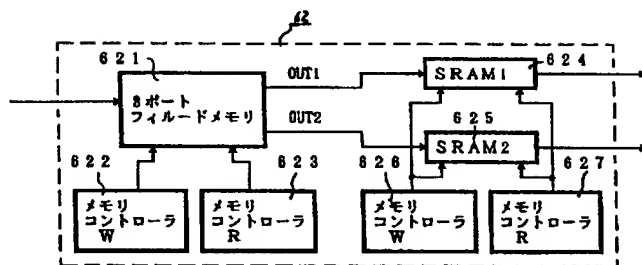 62
621
3ポート
フィルードメモリ
OUT1
OUT2
624
SRAM1
625
SRAM2
622
メモリ
コントローラ
W
623
メモリ
コントローラ
R
626
メモリ
コントローラ
W
627
メモリ
コントローラ
R